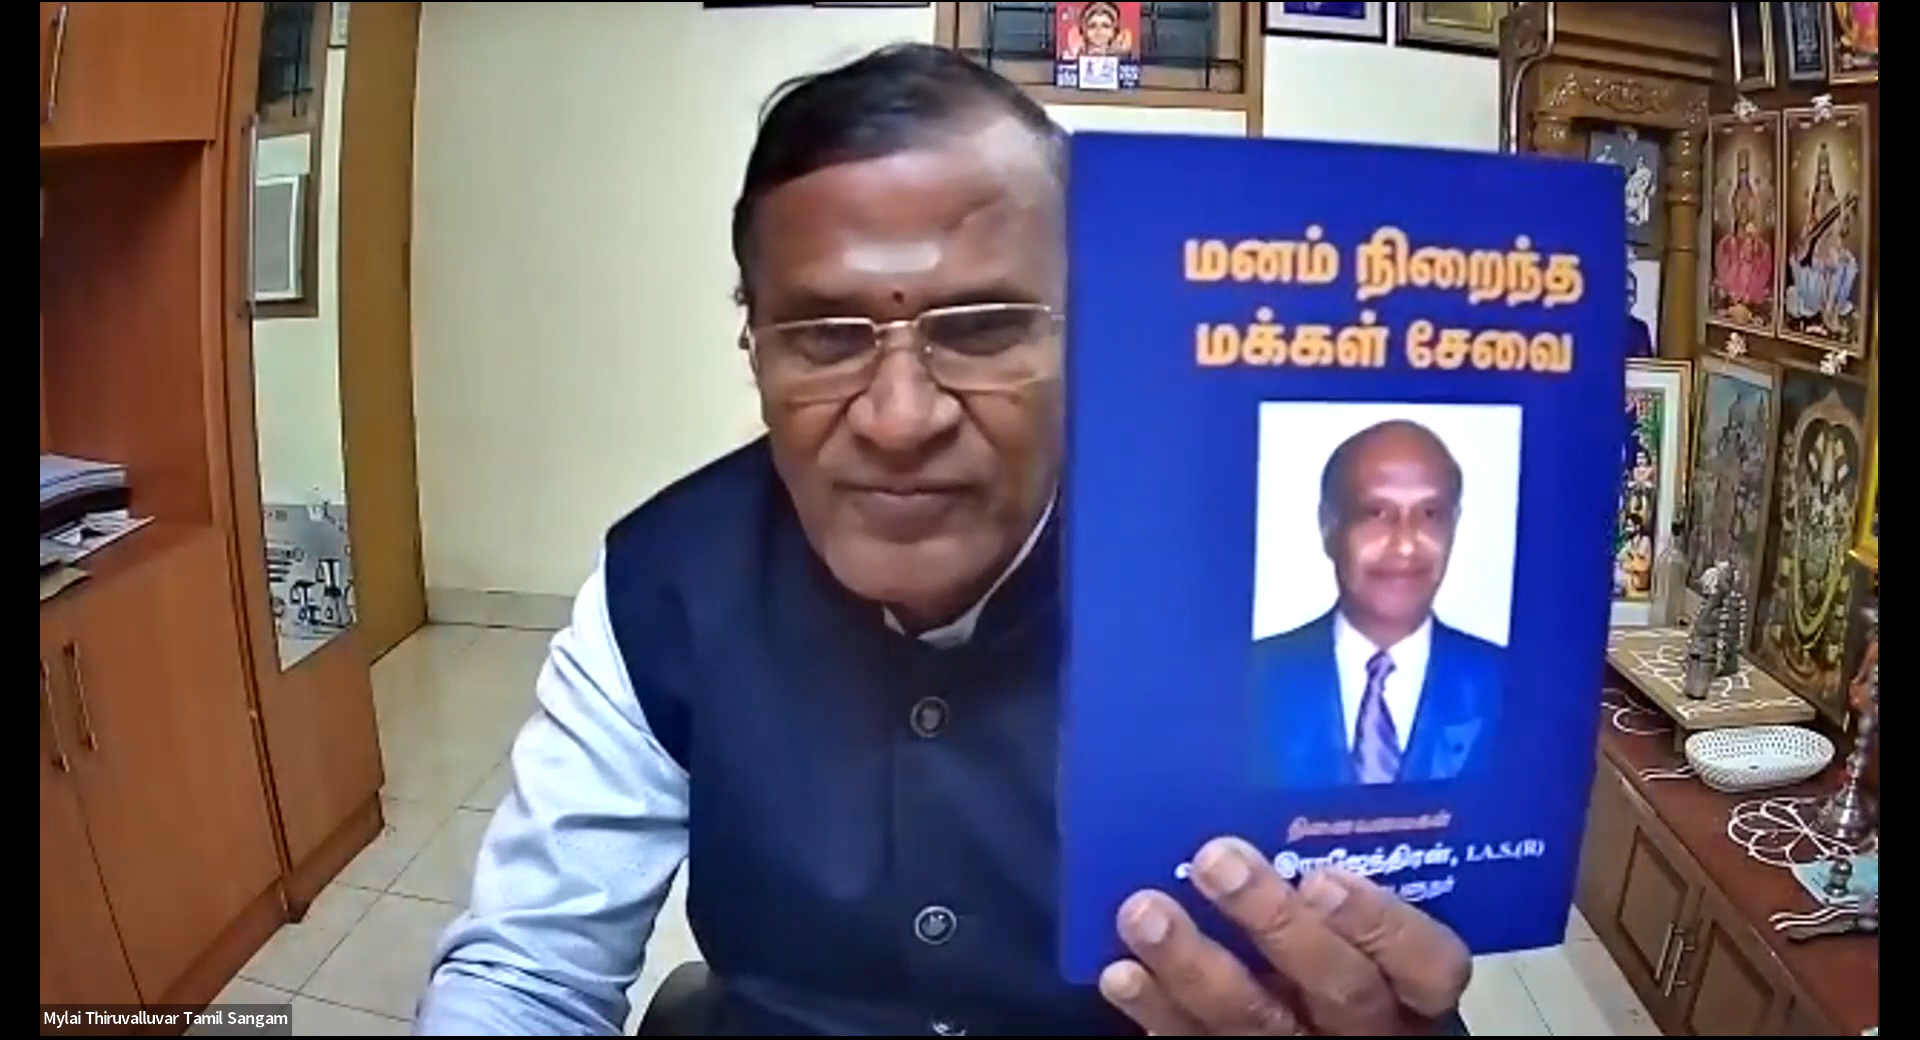 மனம் நிறைந்த
மக்கள் சேவை
நினைவலைகள்
இராஜேந்திரன், I.A.S.(R)
Mylai Thiruvalluvar Tamil Sangam